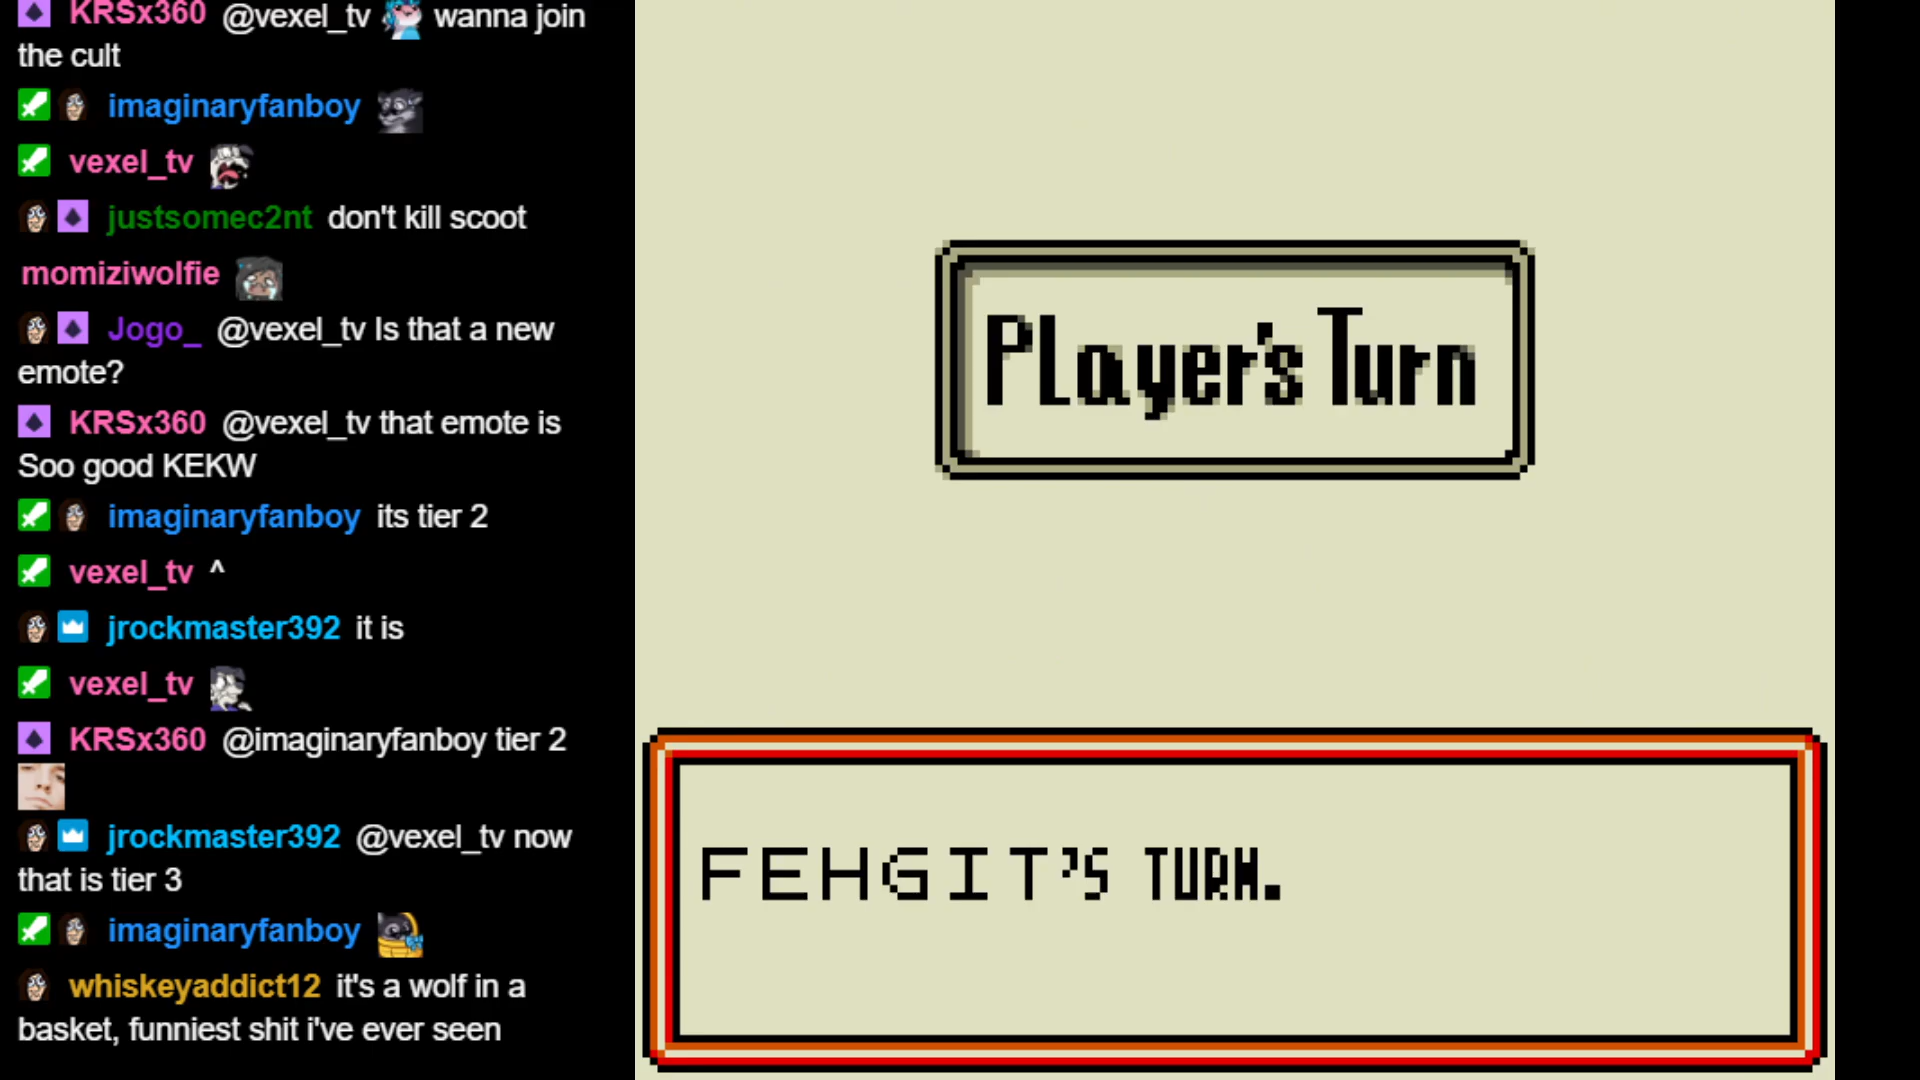 KRSx360 @vexel_tv wanna join
the cult
imaginaryfanboy
vexel_tv
justsomec2nt don't kill scoot
momiziwolfie
Jogo_ @vexel_tv Is that a new
emote?
KRSx360 @vexel_tv that emote is
Soo good KEKW
imaginaryfanboy its tier 2
vexel_tv ^
jrockmaster392 it is
vexel_tv
KRSx360 @imaginaryfanboy tier 2
jrockmaster392 @vexel_tv now
that is tier 3
imaginaryfanboy
whiskeyaddict12 it's a wolf in a
basket, funniest shit i've ever seen
Player's Turn
FEHGIT'S TURN.